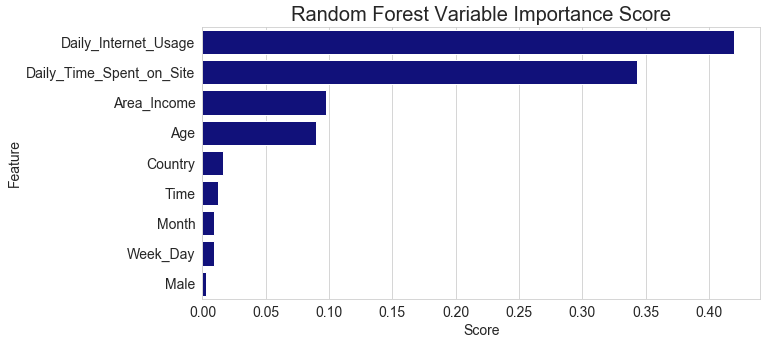 Random Forest Variable Importance Score
Daily_Internet_Usage
Daily_Time_Spent_on_Site
Area_Income
Age
Country
Time
Month
Week_Day
Male
Feature
0.00 0.05 0.10 0.15 0.20 0.25 0.30 0.35 0.40
Score